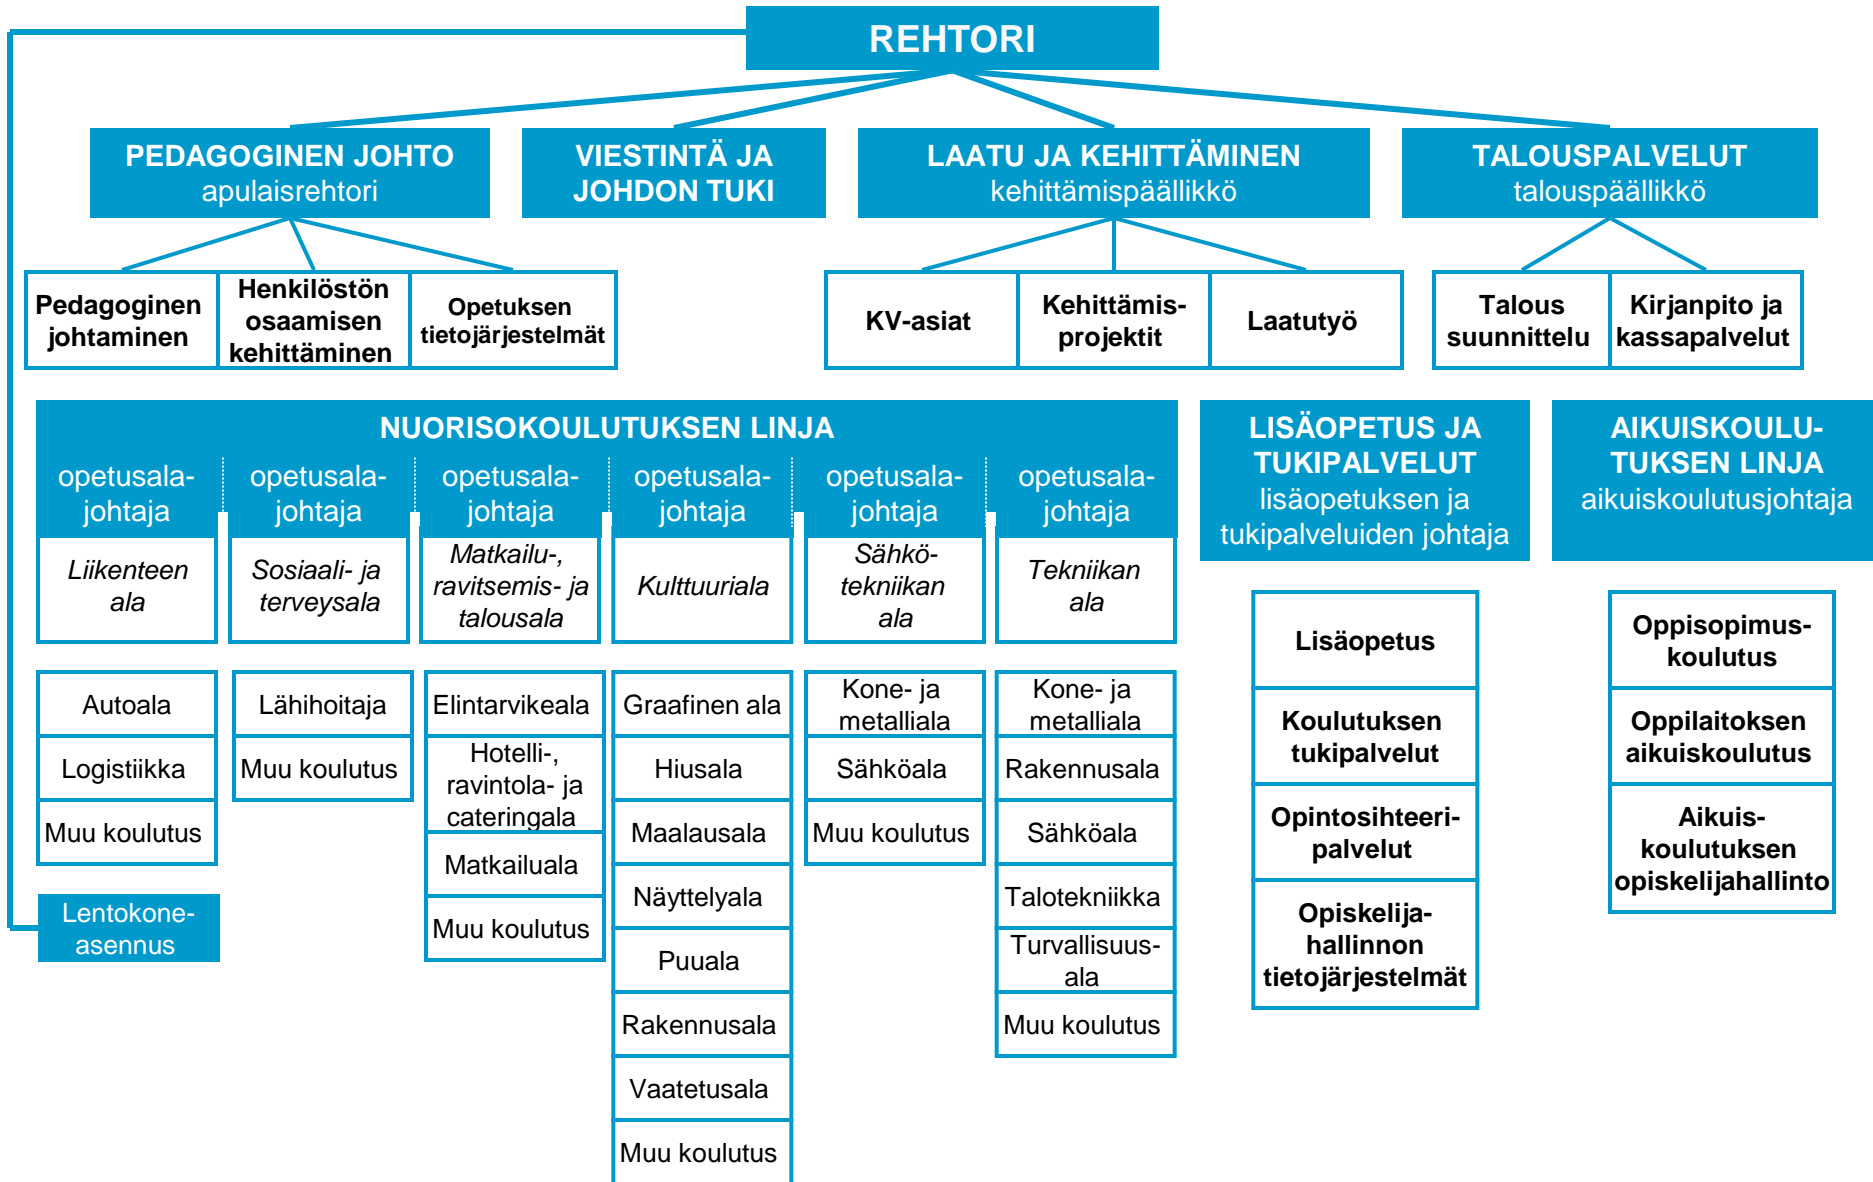 REHTORI
PEDAGOGINEN JOHTO
apulaisrehtori
VIESTINTÄ JA
JOHDON TUKI
LAATU JA KEHITTÄMINEN
kehittämispäällikkö
TALOUSPALVELUT
talouspäällikkö
Pedagoginen
johtaminen
Henkilöstön
osaamisen
kehittäminen
Opetuksen
tietojärjestelmät
KV-asiat
Kehittämis-
projektit
Laatutyö
Talous
suunnittelu
Kirjanpito ja
kassapalvelut
NUORISOKOULUTUKSEN LINJA
opetusala-
johtaja
opetusala-
johtaja
opetusala-
johtaja
opetusala-
johtaja
opetusala-
johtaja
opetusala-
johtaja
Liikenteen
ala
Sosiaali- ja
terveysala
Matkailu-,
ravitsemis- ja
talousala
Kulttuuriala
Sähkö-
tekniikan
ala
Tekniikan
ala
Autoala
Logistiikka
Muu koulutus
Lentokone-
asennus
Lähihoitaja
Muu koulutus
Elintarvikeala
Hotelli-,
ravintola- ja
cateringala
Matkailuala
Muu koulutus
Graafinen ala
Hiusala
Maalausala
Näyttelyala
Puuala
Rakennusala
Vaatetusala
Muu koulutus
Kone- ja
metalliala
Sähköala
Muu koulutus
Kone- ja
metalliala
Rakennusala
Sähköala
Talotekniikka
Turvallisuus-
ala
Muu koulutus
LISÄOPETUS JA
TUKIPALVELUT
lisäopetuksen ja
tukipalveluiden johtaja
Lisäopetus
Koulutuksen
tukipalvelut
Opintosihteeri-
palvelut
Opiskelija-
hallinnon
tietojärjestelmät
AIKUISKOULU-
TUKSEN LINJA
aikuiskoulutusjohtaja
Oppisopimus-
koulutus
Oppilaitoksen
aikuiskoulutus
Aikuis-
koulutuksen
opiskelijahallinto